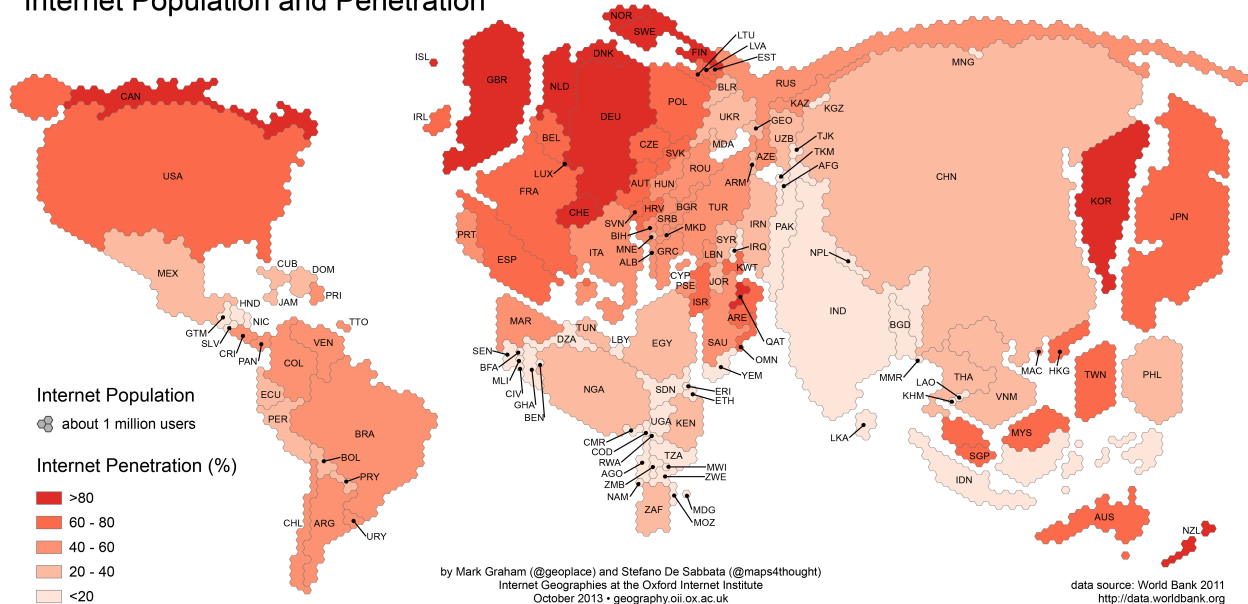 Internet Population and Penetration
NOR
SWE
FIN
LTU
LVA
EST
ISL
GBR
DNK
NLD
DEU
POL
BLR
RUS
MNG
CAN
IRL
KAZ
KGZ
UKR
GEO
BEL
CZE
SVK
MDA
UZB
TJK
TKM
AFG
AZE
LUX
USA
FRA
AUT
HUN
ROU
ARM
CHN
CHE
HRV
BGR
TUR
KOR
JPN
SVN
SRB
MKD
BIH
PRT
ESP
ITA
MNE
ALB
GRC
SYR
IRN
IRQ
PAK
NPL
LBN
MEX
CUB
DOM
CYP
PSE
KWT
JOR
JAM
PRI
HND
ISR
GTM
NIC
TTO
MAR
TUN
DZA
LBY
EGY
ARE
QAT
IND
BGD
SLV
CRI
PAN
VEN
COL
SEN
BFA
MLI
CIV
GHA
BEN
SAU
OMN
YEM
MAC
HKG
MMR
LAO
THA
KHM
VNM
TWN
PHL
ECU
PER
NGA
SDN
ERI
ETH
UGA
KEN
BRA
BOL
PRY
CMR
COD
RWA
AGO
ZMB
NAM
TZA
MWI
ZWE
LKA
MYS
SGP
IDN
CHL
ARG
URY
ZAF
MDG
MOZ
AUS
NZL
Internet Population
about 1 million users
Internet Penetration (%)
>80
60 - 80
40 - 60
20 - 40
<20
by Mark Graham (@geoplace) and Stefano De Sabbata (@maps4thought)
Internet Geographies at the Oxford Internet Institute
October 2013 • geography.oii.ox.ac.uk
data source: World Bank 2011
http://data.worldbank.org